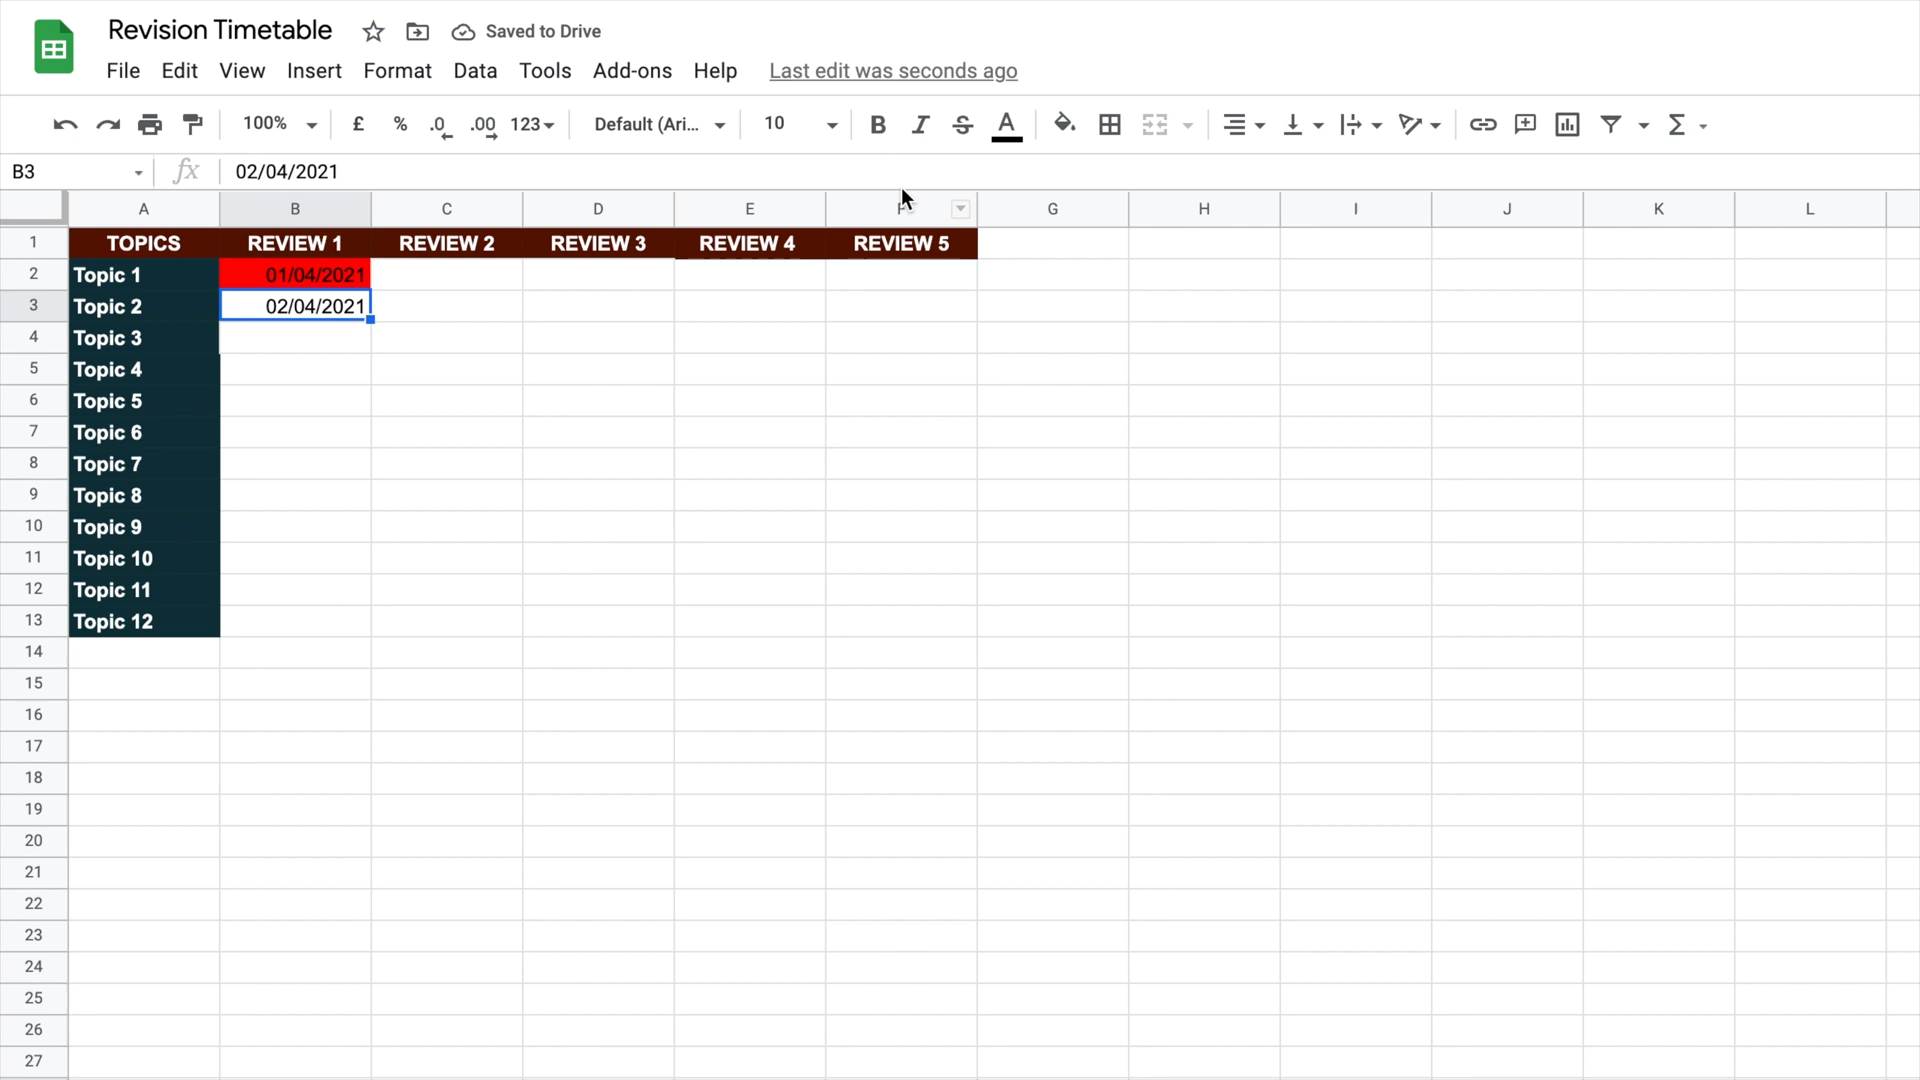 Revision Timetable Saved to Drive
File Edit View Insert Format Data Tools Add-ons Help Last edit was seconds ago
100% £ % .0 .00 123 Default (Ari... 10 B I S A Σ
B3 fx 02/04/2021
A B C D E F G H I J K L
1 TOPICS REVIEW 1 REVIEW 2 REVIEW 3 REVIEW 4 REVIEW 5
2 Topic 1 01/04/2021
3 Topic 2 02/04/2021
4 Topic 3
5 Topic 4
6 Topic 5
7 Topic 6
8 Topic 7
9 Topic 8
10 Topic 9
11 Topic 10
12 Topic 11
13 Topic 12
14
15
16
17
18
19
20
21
22
23
24
25
26
27